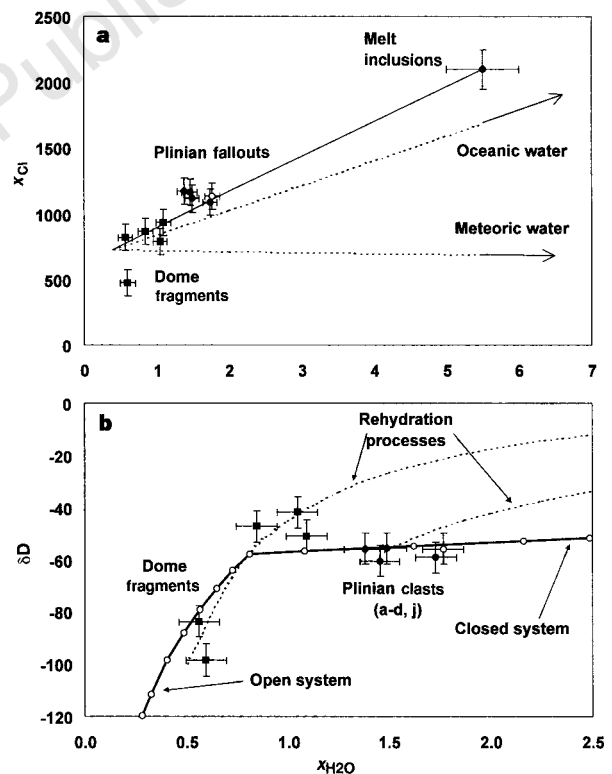 Publi
2500
a
Melt
inclusions
2000
Plinian fallouts
1500
Oceanic water
xCl
1000
Meteoric water
500
Dome
fragments
0
0 1 2 3 4 5 6 7
0
b
Rehydration
processes
-20
δD
-40
-60
Dome
fragments
Plinian clasts
(a-d, j)
Closed system
-80
-100
Open system
-120
0.0 0.5 1.0 1.5 2.0 2.5
xH2O